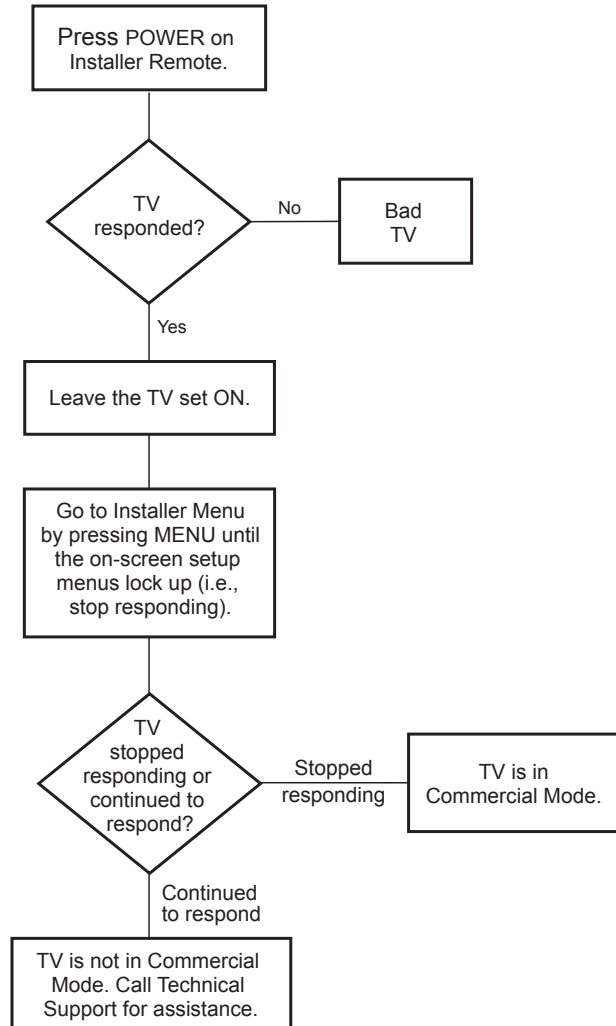 Press POWER on
Installer Remote.
TV
responded?
No
Bad
TV
Yes
Leave the TV set ON.
Go to Installer Menu
by pressing MENU until
the on-screen setup
menus lock up (i.e.,
stop responding).
TV
stopped
responding or
continued to
respond?
Stopped
responding
TV is in
Commercial Mode.
Continued
to respond
TV is not in Commercial
Mode. Call Technical
Support for assistance.